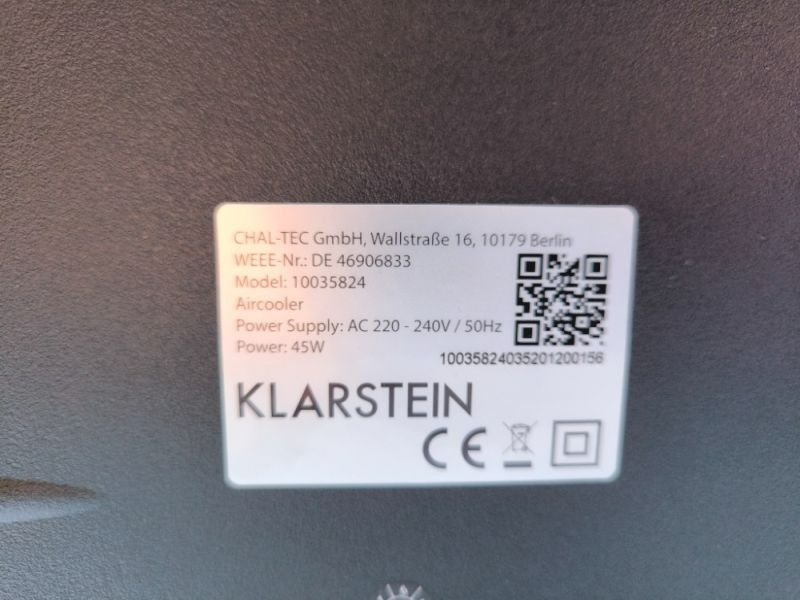 CHAL-TEC GmbH, Wallstraße 16, 10179 Berlin
WEEE-Nr.: DE 46906833
Model: 10035824
Aircooler
Power Supply: AC 220 - 240V / 50Hz
Power: 45W
10035824035201200156
KLARSTEIN
CE